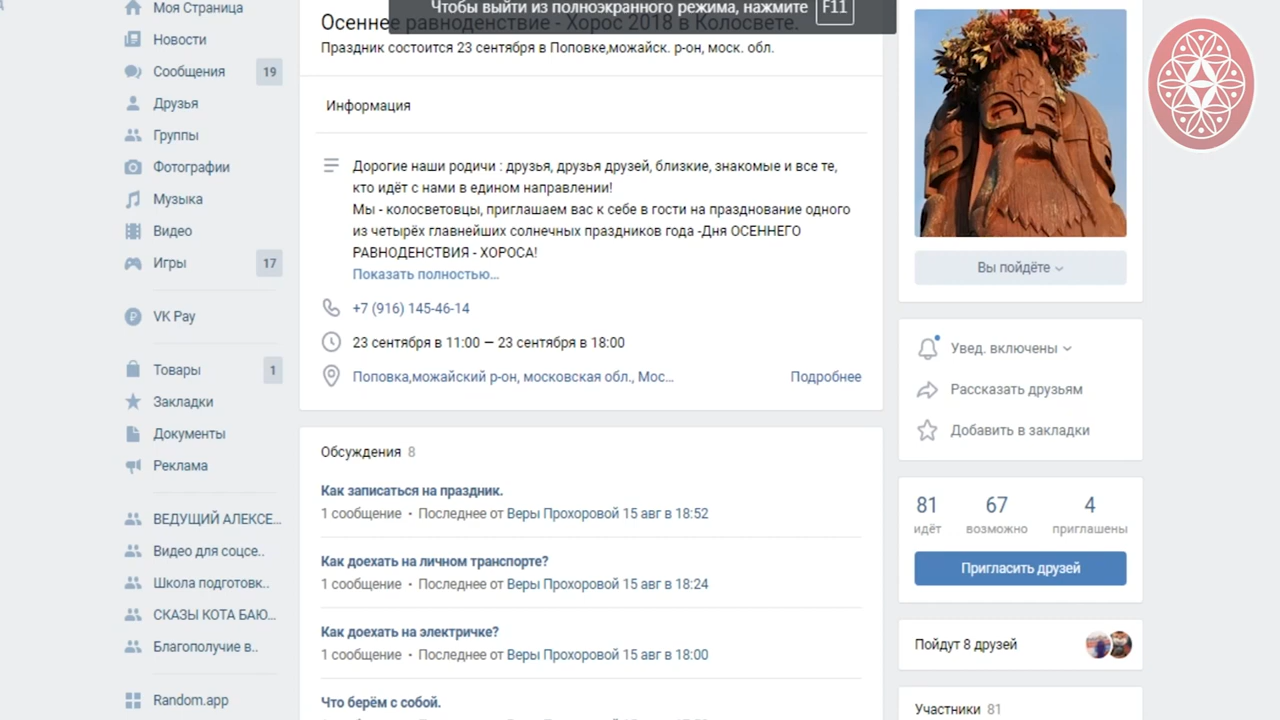 Чтобы выйти из полноэкранного режима, нажмите F11
Осеннее равноденствие - Хорос 2018 в Колосвете.
Праздник состоится 23 сентября в Поповке,можайск. р-он, моск. обл.
Информация
Дорогие наши родичи : друзья, друзья друзей, близкие, знакомые и все те,
кто идёт с нами в едином направлении!
Мы - колосветовцы, приглашаем вас к себе в гости на празднование одного
из четырёх главнейших солнечных праздников года -Дня ОСЕННЕГО
РАВНОДЕНСТВИЯ - ХОРОСА!
Показать полностью…
+7 (916) 145-46-14
23 сентября в 11:00 — 23 сентября в 18:00
Поповка,можайский р-он, московская обл., Мос… Подробнее
Обсуждения 8
Как записаться на праздник.
1 сообщение · Последнее от Веры Прохоровой 15 авг в 18:52
Как доехать на личном транспорте?
1 сообщение · Последнее от Веры Прохоровой 15 авг в 18:24
Как доехать на электричке?
1 сообщение · Последнее от Веры Прохоровой 15 авг в 18:00
Что берём с собой.
Моя Страница
Новости
Сообщения 19
Друзья
Группы
Фотографии
Музыка
Видео
Игры 17
VK Pay
Товары 1
Закладки
Документы
Реклама
ВЕДУЩИЙ АЛЕКСЕ…
Видео для соцсе..
Школа подготовк..
СКАЗЫ КОТА БАЮ…
Благополучие в..
Random.app
Вы пойдёте
Увед. включены
Рассказать друзьям
Добавить в закладки
81 67 4
идёт возможно приглашены
Пригласить друзей
Пойдут 8 друзей
Участники 81